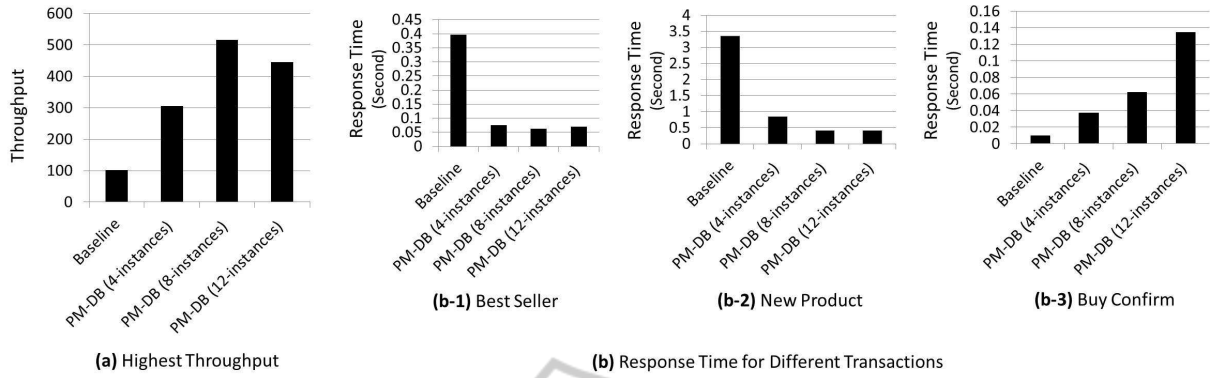 Throughput
600
500
400
300
200
100
0
Baseline
PM-DB (4-instances)
PM-DB (8-instances)
PM-DB (12-instances)
(a) Highest Throughput
Response Time
(Second)
0.45
0.4
0.35
0.3
0.25
0.2
0.15
0.1
0.05
0
Baseline
PM-DB (4-instances)
PM-DB (8-instances)
PM-DB (12-instances)
(b-1) Best Seller
Response Time
(Second)
4
3.5
3
2.5
2
1.5
1
0.5
0
Baseline
PM-DB (4-instances)
PM-DB (8-instances)
PM-DB (12-instances)
(b-2) New Product
Response Time
(Second)
0.16
0.14
0.12
0.1
0.08
0.06
0.04
0.02
0
Baseline
PM-DB (4-instances)
PM-DB (8-instances)
PM-DB (12-instances)
(b-3) Buy Confirm
(b) Response Time for Different Transactions